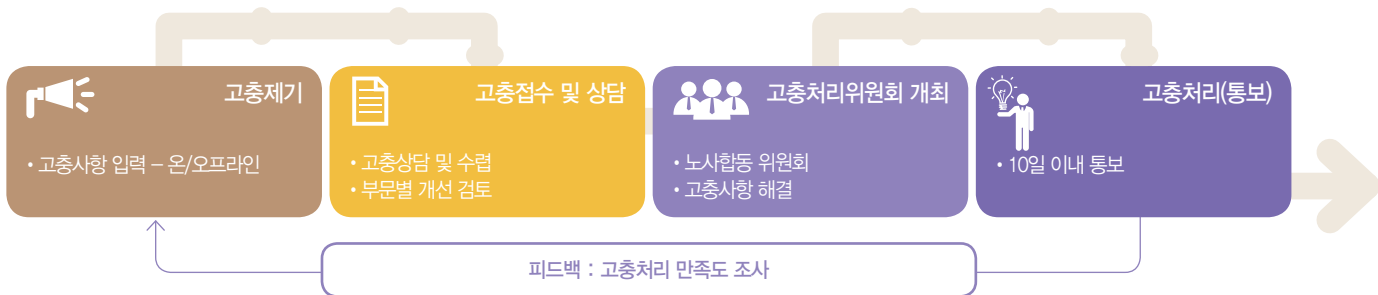 고충제기
• 고충사항 입력 – 온/오프라인
고충접수 및 상담
• 고충상담 및 수렴
• 부문별 개선 검토
고충처리위원회 개최
• 노사합동 위원회
• 고충사항 해결
고충처리(통보)
• 10일 이내 통보
피드백 : 고충처리 만족도 조사